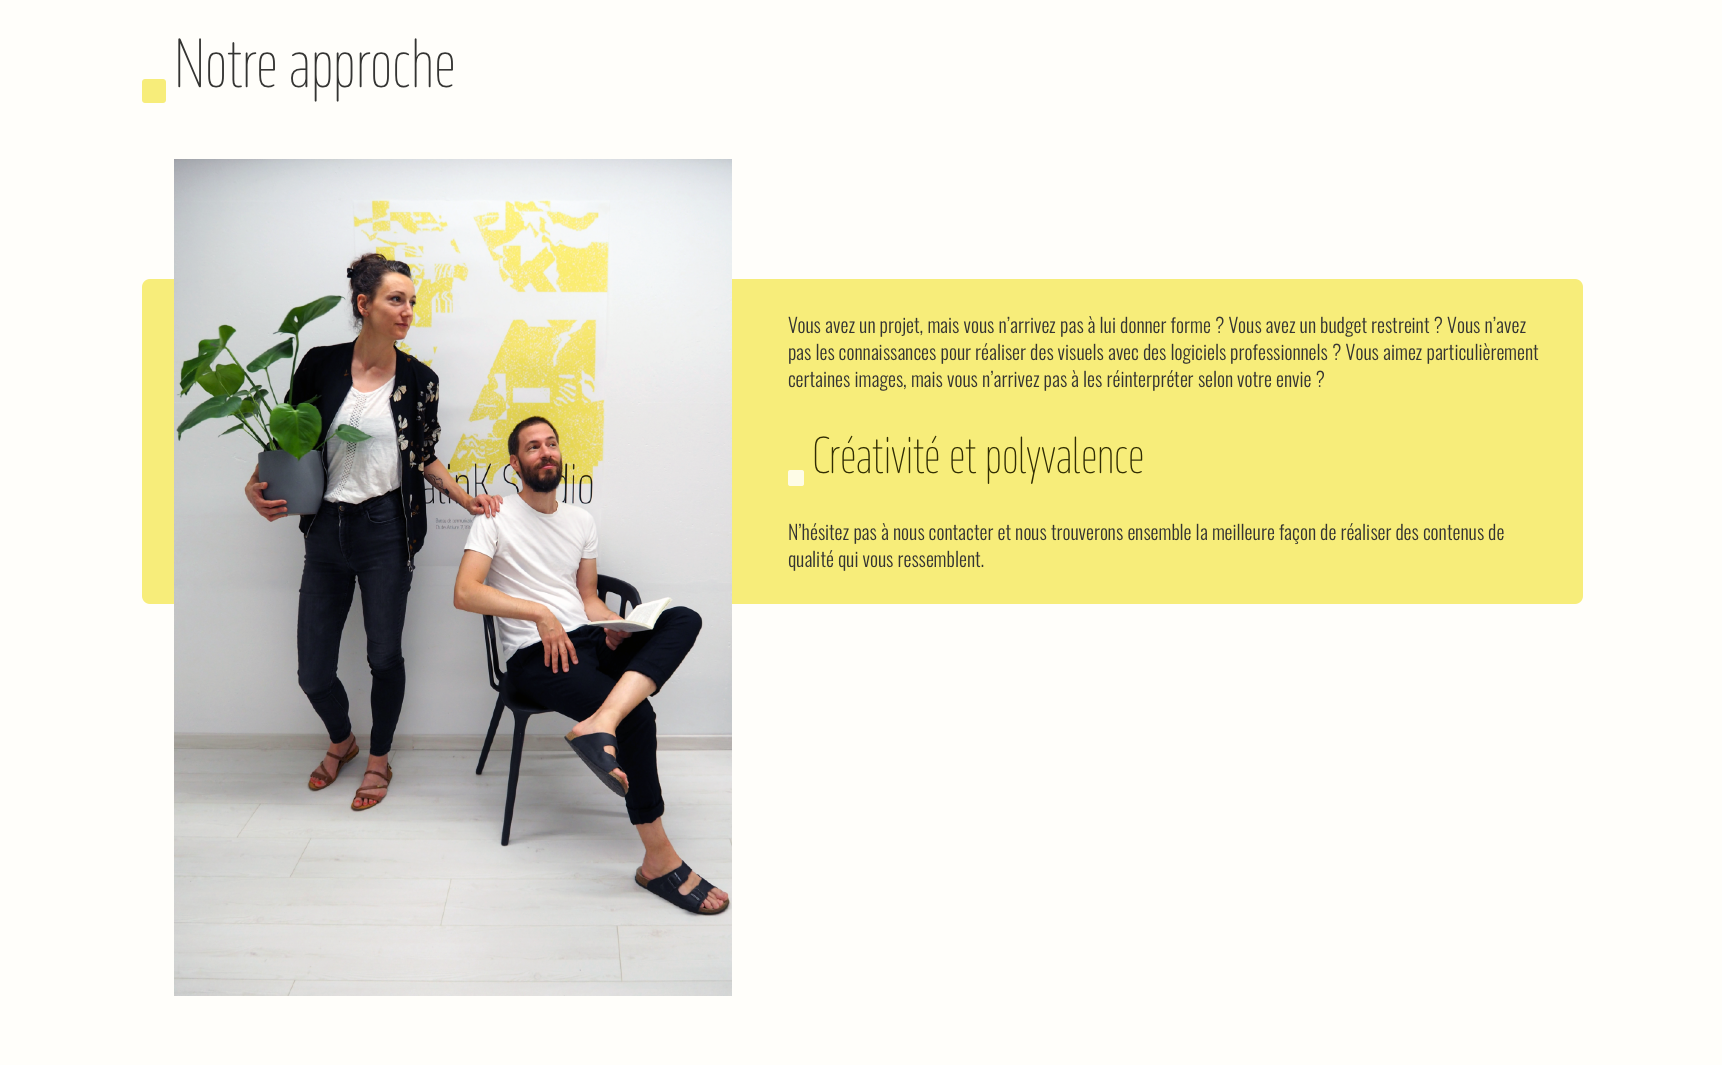 Notre approche
Vous avez un projet, mais vous n’arrivez pas à lui donner forme ? Vous avez un budget restreint ? Vous n’avez
pas les connaissances pour réaliser des visuels avec des logiciels professionnels ? Vous aimez particulièrement
certaines images, mais vous n’arrivez pas à les réinterpréter selon votre envie ?
Créativité et polyvalence
N’hésitez pas à nous contacter et nous trouverons ensemble la meilleure façon de réaliser des contenus de
qualité qui vous ressemblent.